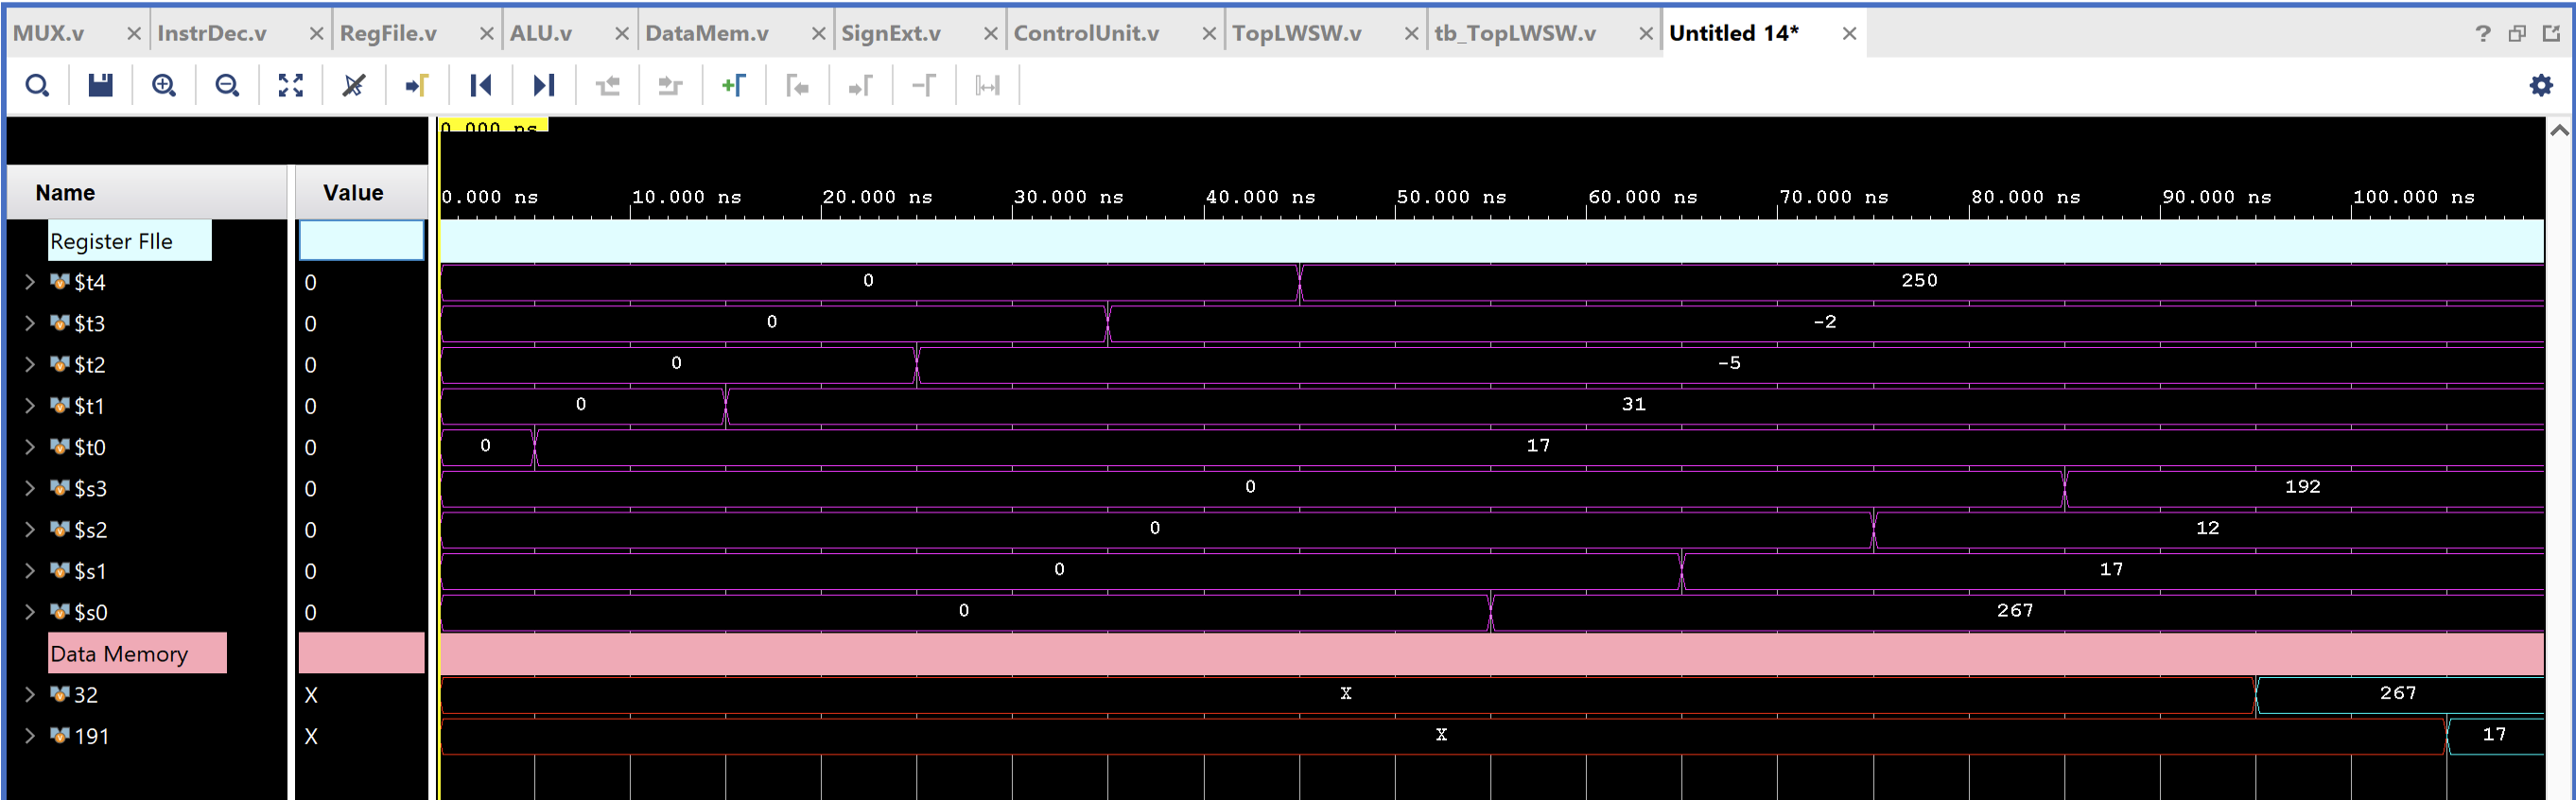 MUX.v InstrDec.v RegFile.v ALU.v DataMem.v SignExt.v ControlUnit.v TopLWSW.v tb_TopLWSW.v Untitled 14*
0.000 ns
Name Value 0.000 ns 10.000 ns 20.000 ns 30.000 ns 40.000 ns 50.000 ns 60.000 ns 70.000 ns 80.000 ns 90.000 ns 100.000 ns
Register FIle
$t4 0 0 250
$t3 0 0 -2
$t2 0 0 -5
$t1 0 0 31
$t0 0 0 17
$s3 0 0 192
$s2 0 0 12
$s1 0 0 17
$s0 0 0 267
Data Memory
32 X X 267
191 X X 17